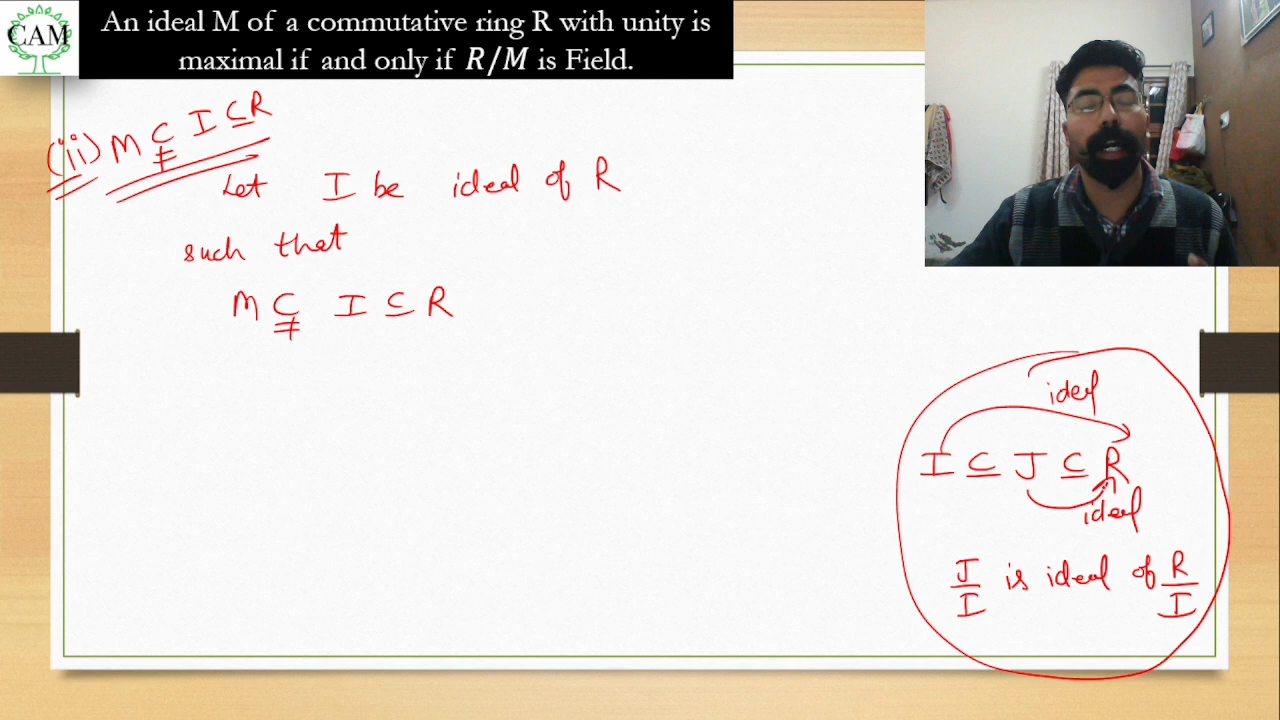 CAM
An ideal M of a commutative ring R with unity is
maximal if and only if R/M is Field.
(ii) M ⊊ I ⊆ R
Let I be ideal of R
such that
M ⊊ I ⊆ R
ideal
I ⊆ J ⊆ R
ideal
J/I is ideal of R/I